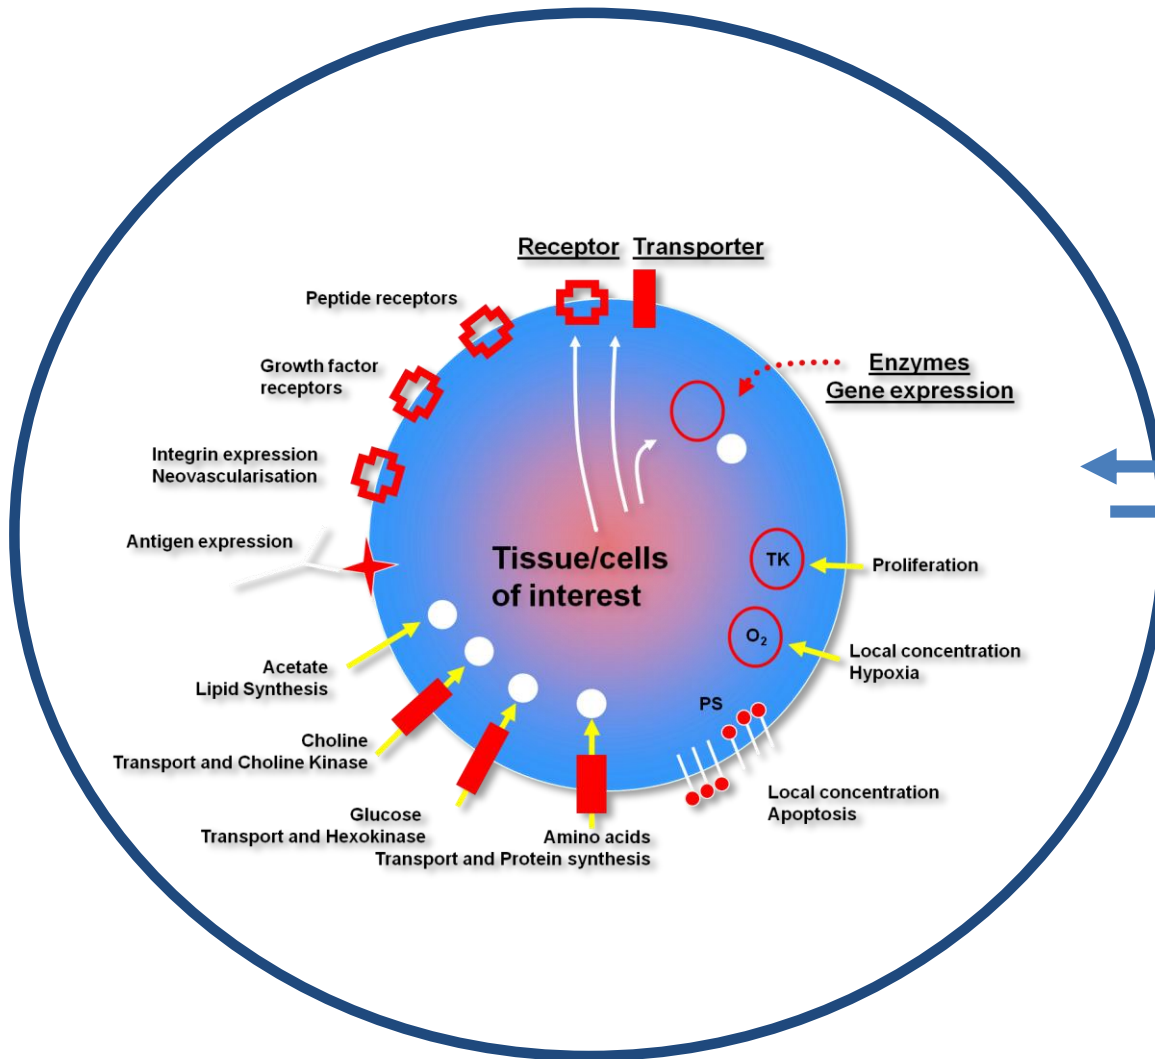 Receptor Transporter
Peptide receptors
Growth factor
receptors
Enzymes
Gene expression
Integrin expression
Neovascularisation
Antigen expression
Tissue/cells
of interest
TK
Proliferation
O₂
Local concentration
Hypoxia
Acetate
Lipid Synthesis
PS
Choline
Transport and Choline Kinase
Local concentration
Apoptosis
Glucose
Transport and Hexokinase
Amino acids
Transport and Protein synthesis